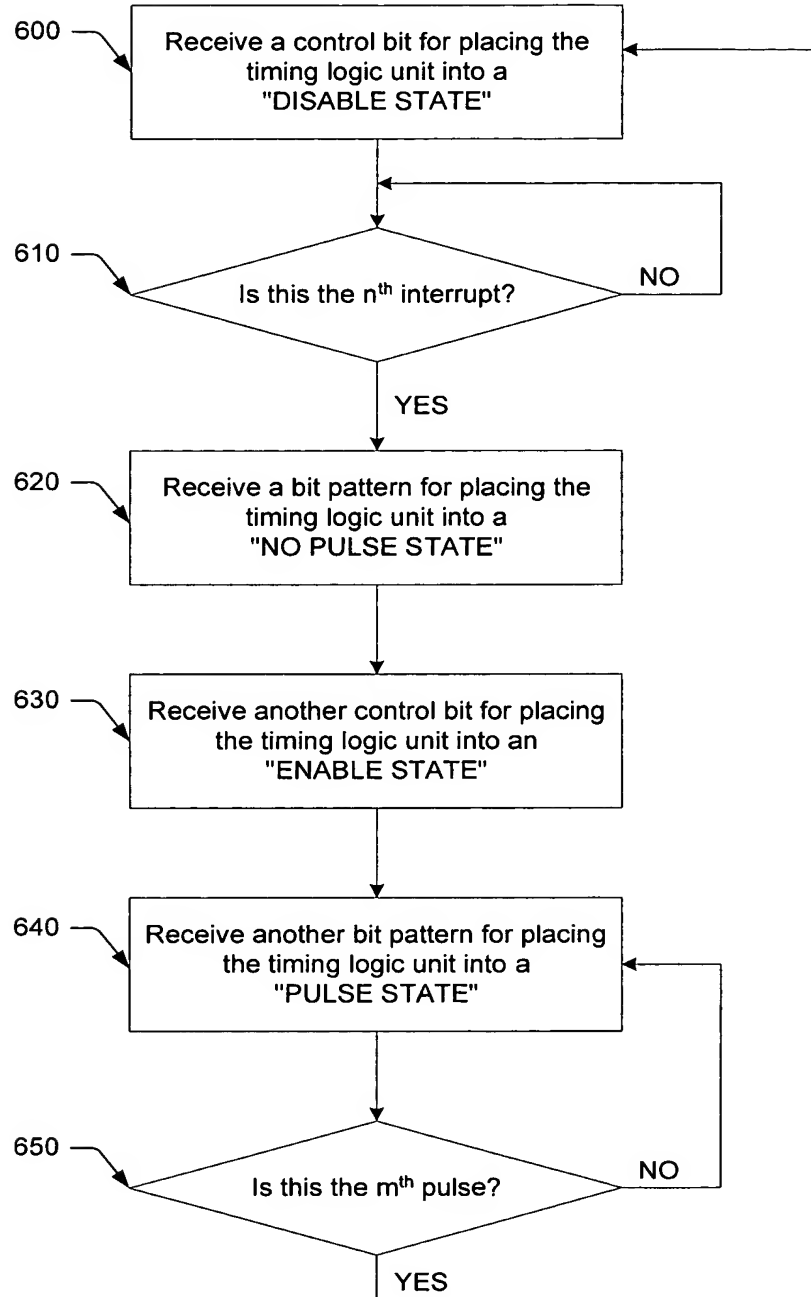 600
Receive a control bit for placing the
timing logic unit into a
"DISABLE STATE"
610
Is this the nth interrupt?
NO
YES
620
Receive a bit pattern for placing the
timing logic unit into a
"NO PULSE STATE"
630
Receive another control bit for placing
the timing logic unit into an
"ENABLE STATE"
640
Receive another bit pattern for placing
the timing logic unit into a
"PULSE STATE"
650
Is this the mth pulse?
NO
YES